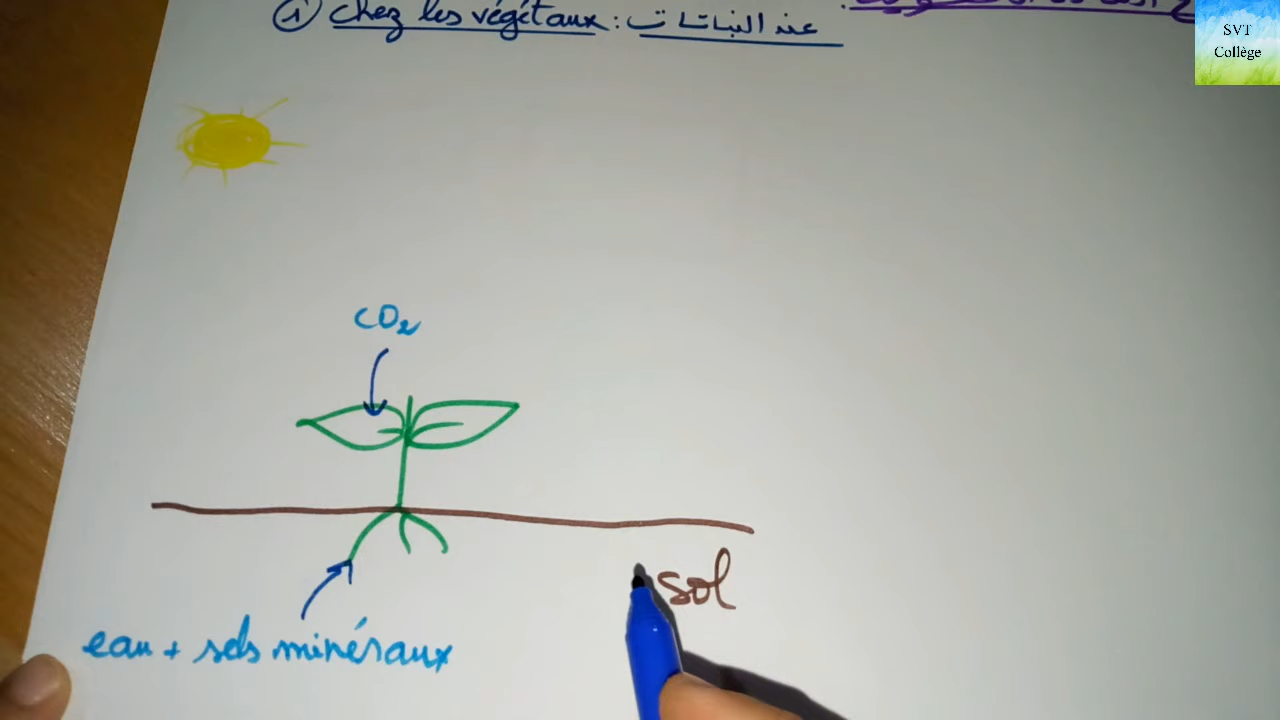 ① chez les végétaux : عند النباتات
SVT
Collège
CO₂
sol
eau + sels minéraux